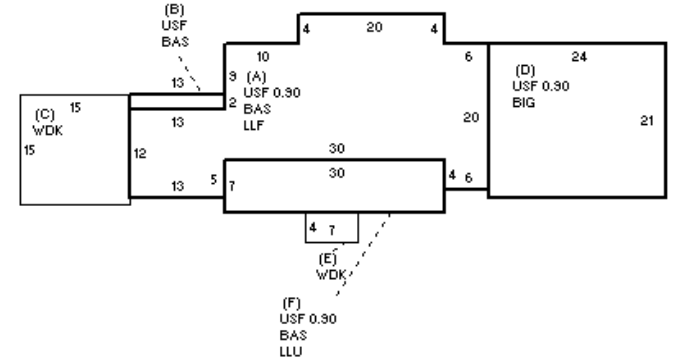 (B)
USF
BAS
4 20 4
10 6 24
13 9 (A) (D)
USF 0.90 USF 0.90
2 BAS BIG
LLF
15 13
(C)
WDK
15 12 20 21
30
30
13 5 7 4 6
4 7
(E)
WDK
(F)
USF 0.90
BAS
LLU